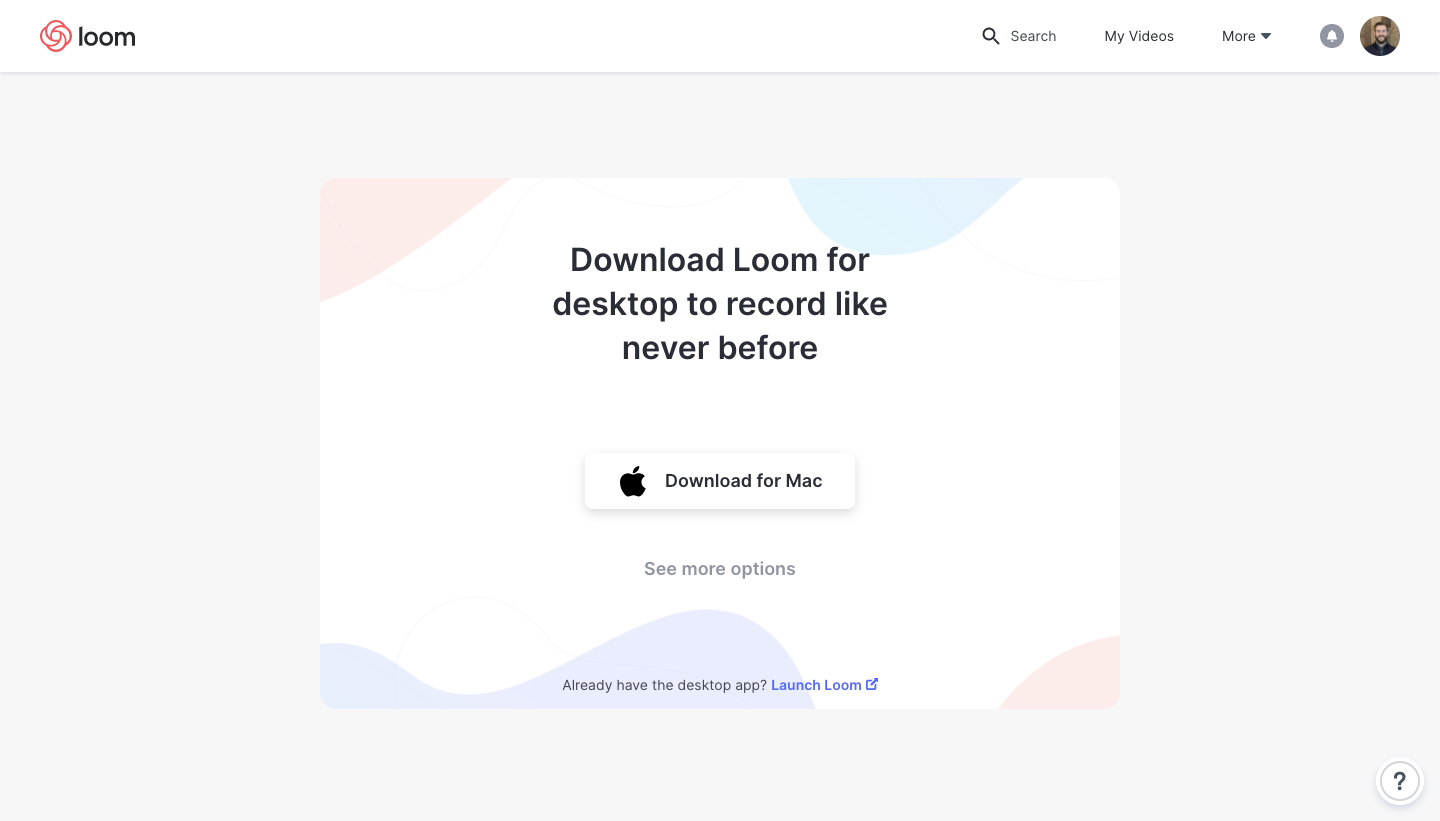 loom
Search
My Videos
More
Download Loom for
desktop to record like
never before
Download for Mac
See more options
Already have the desktop app? Launch Loom
?